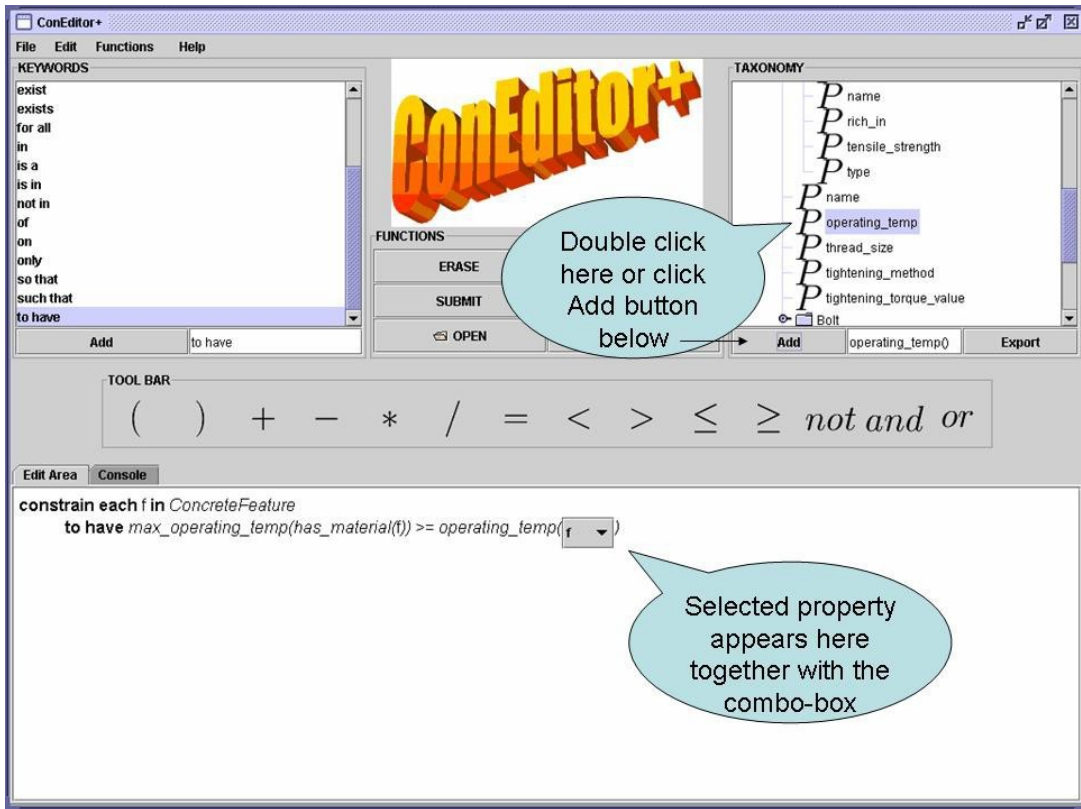 ConEditor+
File Edit Functions Help
KEYWORDS
exist
exists
for all
in
is a
is in
not in
of
on
only
so that
such that
to have
Add to have
ConEditor+
FUNCTIONS
ERASE
SUBMIT
OPEN
TAXONOMY
P name
P rich_in
P tensile_strength
P type
P name
P operating_temp
P thread_size
P tightening_method
P tightening_torque_value
Bolt
Add operating_temp() Export
Double click
here or click
Add button
below
TOOL BAR
( ) + − * / = < > ≤ ≥ not and or
Edit Area Console
constrain each f in ConcreteFeature
to have max_operating_temp(has_material(f)) >= operating_temp( f )
Selected property
appears here
together with the
combo-box